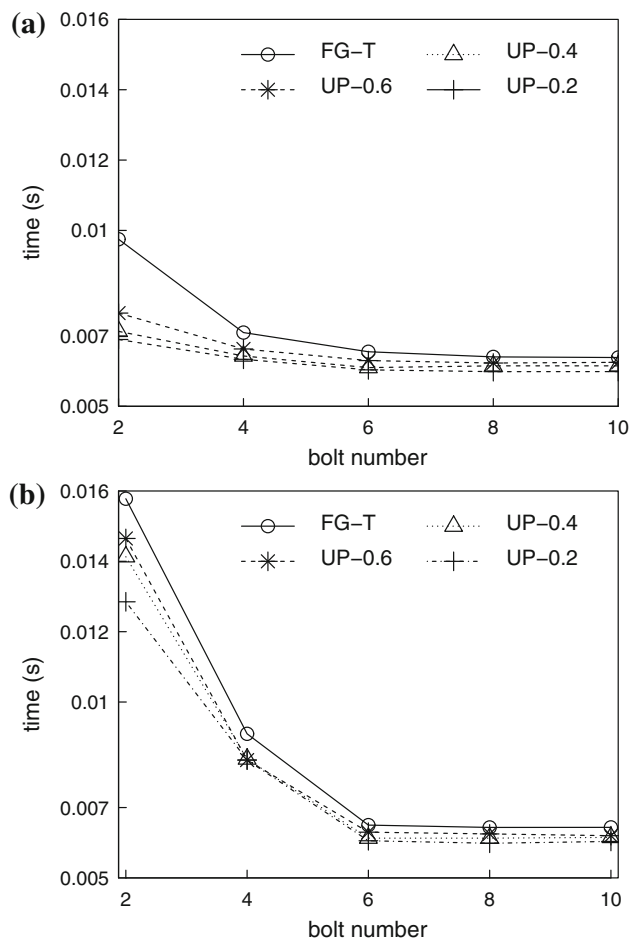 (a)
0.016
0.014
0.012
0.01
0.007
0.005
time (s)
FG-T UP-0.4
UP-0.6 UP-0.2
2 4 6 8 10
bolt number
(b)
0.016
0.014
0.012
0.01
0.007
0.005
time (s)
FG-T UP-0.4
UP-0.6 UP-0.2
2 4 6 8 10
bolt number